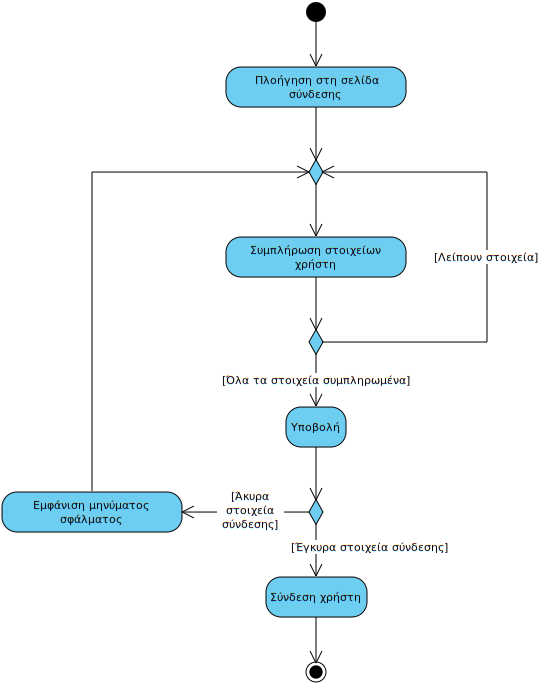 Πλοήγηση στη σελίδα
σύνδεσης
Συμπλήρωση στοιχείων
χρήστη
[Λείπουν στοιχεία]
[Όλα τα στοιχεία συμπληρωμένα]
Υποβολή
[Άκυρα
στοιχεία
σύνδεσης]
Εμφάνιση μηνύματος
σφάλματος
[Έγκυρα στοιχεία σύνδεσης]
Σύνδεση χρήστη